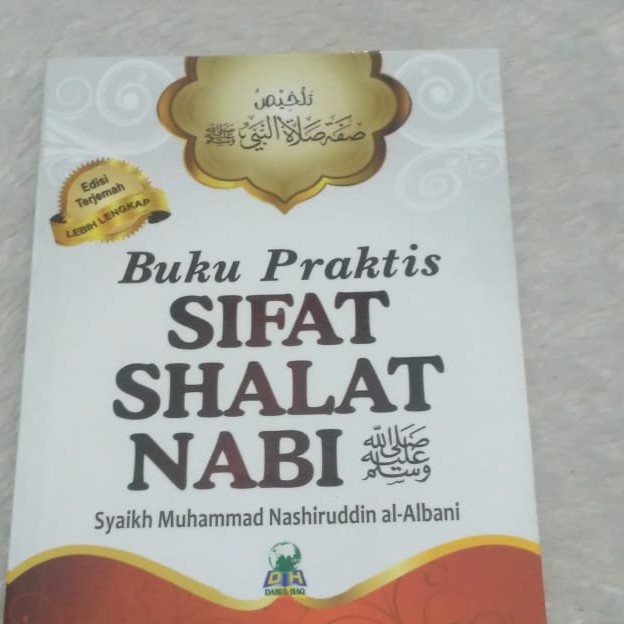 تلخيص
صفة صلاة النبي ﷺ
Edisi
Terjemah
LEBIH LENGKAP
Buku Praktis
SIFAT
SHALAT
NABI ﷺ
Syaikh Muhammad Nashiruddin al-Albani
DH
DARUL HAQ